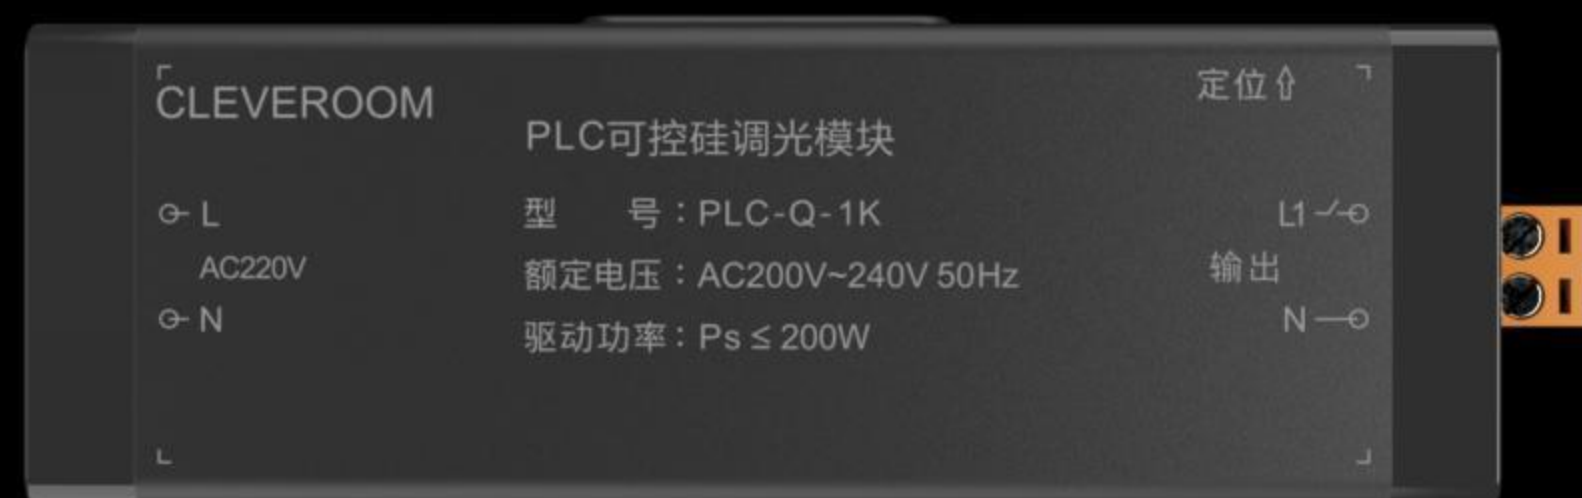 CLEVEROOM
定位⇧
PLC可控硅调光模块
L
型 号：PLC-Q-1K
L1
AC220V
额定电压：AC200V~240V 50Hz
输出
N
驱动功率：Ps ≤ 200W
N